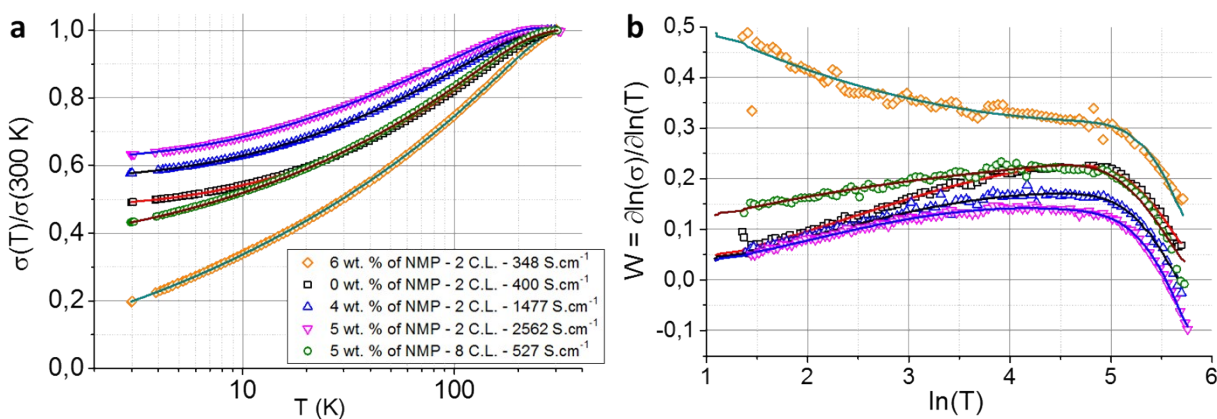 a
σ(T)/σ(300 K)
1,0
0,8
0,6
0,4
0,2
0,0
10
100
T (K)
6 wt. % of NMP - 2 C.L. - 348 S.cm⁻¹
0 wt. % of NMP - 2 C.L. - 400 S.cm⁻¹
4 wt. % of NMP - 2 C.L. - 1477 S.cm⁻¹
5 wt. % of NMP - 2 C.L. - 2562 S.cm⁻¹
5 wt. % of NMP - 8 C.L. - 527 S.cm⁻¹
b
W = ∂ln(σ)/∂ln(T)
0,5
0,4
0,3
0,2
0,1
0,0
-0,1
1 2 3 4 5 6
ln(T)